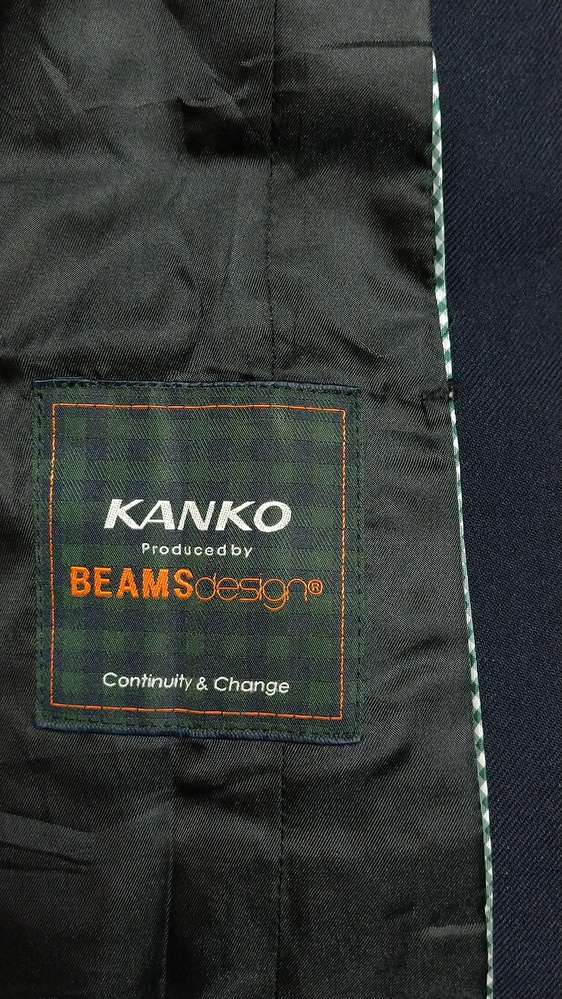 KANKO
Produced by
BEAMSdesign®
Continuity & Change